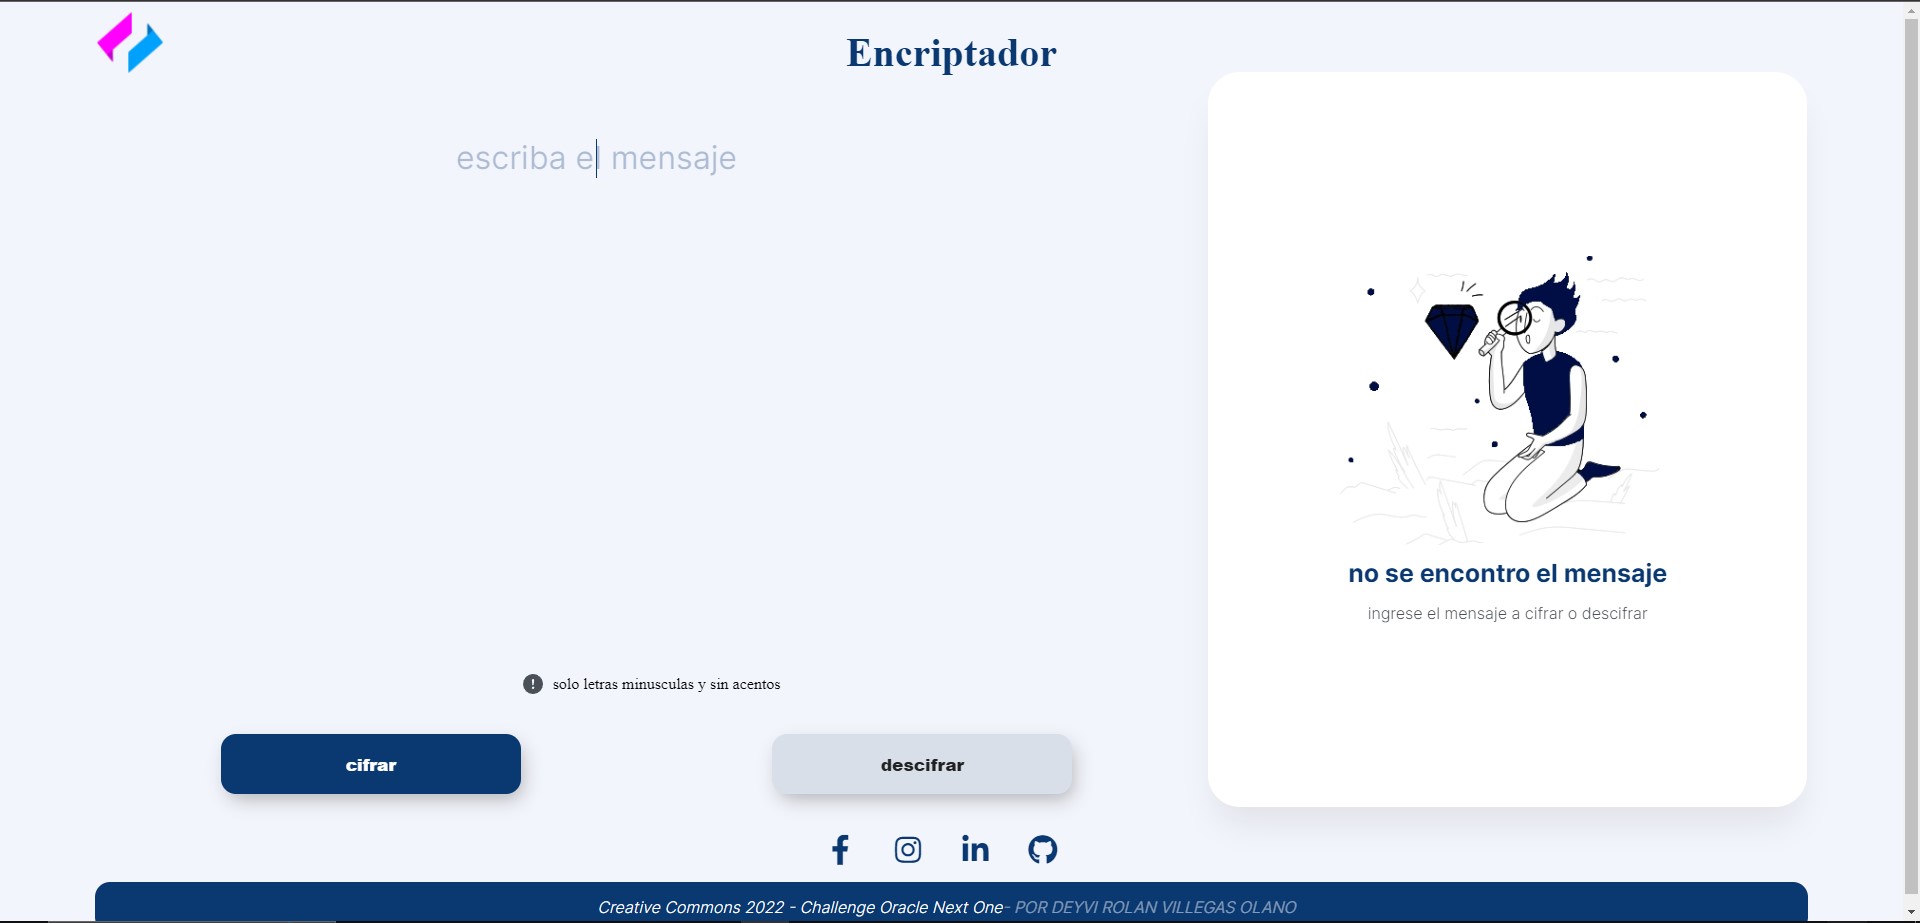 Encriptador
escriba el mensaje
no se encontro el mensaje
ingrese el mensaje a cifrar o descifrar
solo letras minusculas y sin acentos
cifrar
descifrar
Creative Commons 2022 - Challenge Oracle Next One- POR DEYVI ROLAN VILLEGAS OLANO